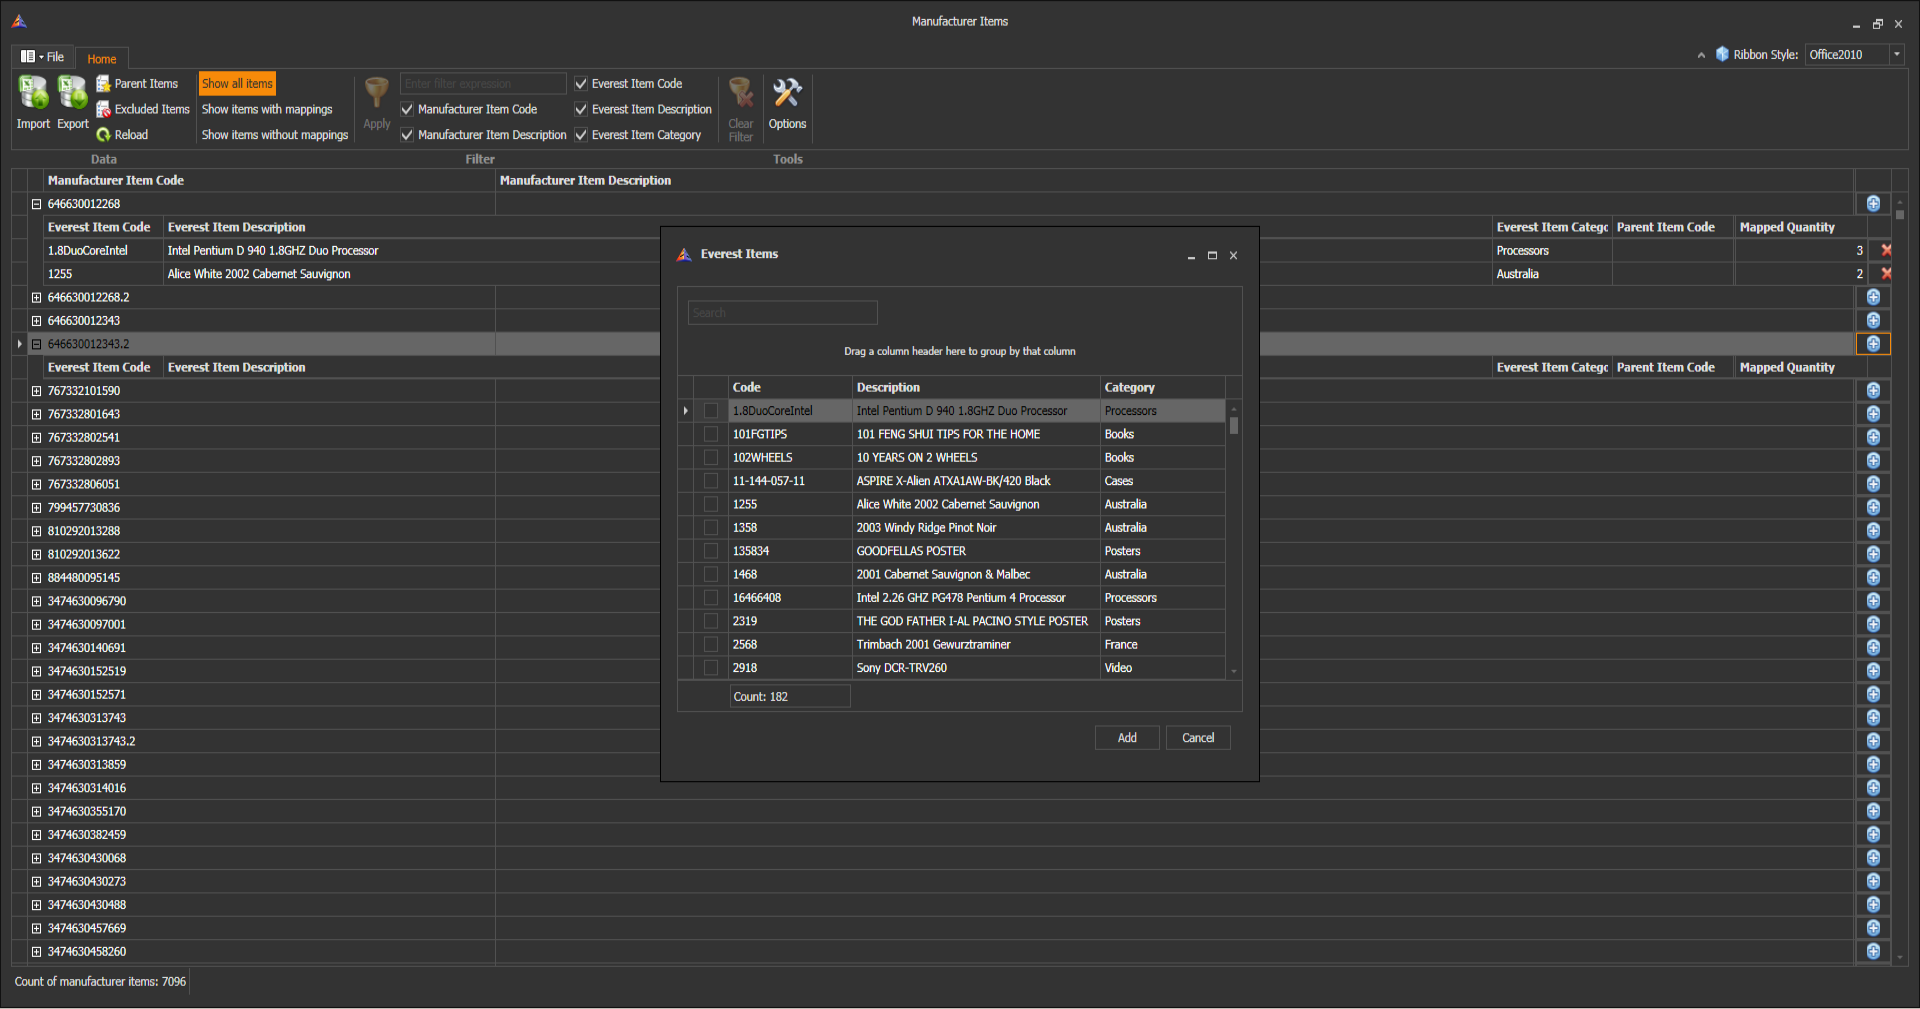 Manufacturer Items
File
Home
Ribbon Style: Office2010
Import
Export
Parent Items
Excluded Items
Reload
Show all items
Show items with mappings
Show items without mappings
Apply
Enter filter expression
Manufacturer Item Code
Manufacturer Item Description
Everest Item Code
Everest Item Description
Everest Item Category
Clear
Filter
Options
Data
Filter
Tools
Manufacturer Item Code Manufacturer Item Description
646630012268
Everest Item Code Everest Item Description Everest Item Categc Parent Item Code Mapped Quantity
1.8DuoCoreIntel Intel Pentium D 940 1.8GHZ Duo Processor Processors 3
1255 Alice White 2002 Cabernet Sauvignon Australia 2
646630012268.2
646630012343
646630012343.2
Everest Item Code Everest Item Description Everest Item Categc Parent Item Code Mapped Quantity
767332101590
767332801643
767332802541
767332802893
767332806051
799457730836
810292013288
810292013622
884480095145
3474630096790
3474630097001
3474630140691
3474630152519
3474630152571
3474630313743
3474630313743.2
3474630313859
3474630314016
3474630355170
3474630382459
3474630430068
3474630430273
3474630430488
3474630457669
3474630458260
Count of manufacturer items: 7096
Everest Items
Search
Drag a column header here to group by that column
Code Description Category
1.8DuoCoreIntel Intel Pentium D 940 1.8GHZ Duo Processor Processors
101FGTIPS 101 FENG SHUI TIPS FOR THE HOME Books
102WHEELS 10 YEARS ON 2 WHEELS Books
11-144-057-11 ASPIRE X-Alien ATXA1AW-BK/420 Black Cases
1255 Alice White 2002 Cabernet Sauvignon Australia
1358 2003 Windy Ridge Pinot Noir Australia
135834 GOODFELLAS POSTER Posters
1468 2001 Cabernet Sauvignon & Malbec Australia
16466408 Intel 2.26 GHZ PG478 Pentium 4 Processor Processors
2319 THE GOD FATHER I-AL PACINO STYLE POSTER Posters
2568 Trimbach 2001 Gewurztraminer France
2918 Sony DCR-TRV260 Video
Count: 182
Add
Cancel